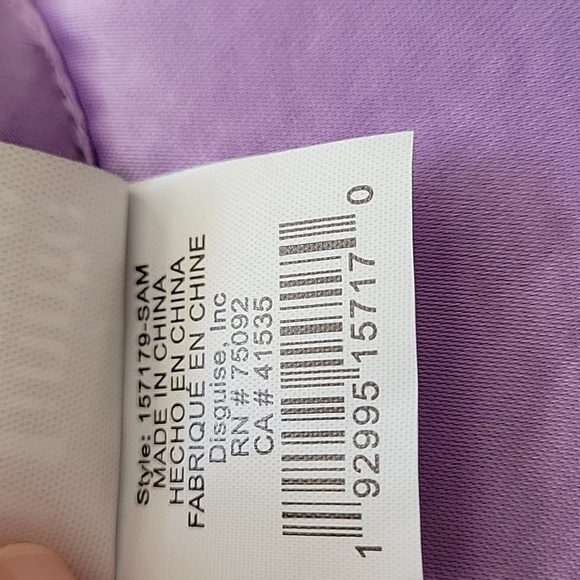 Style: 157179-SAM
MADE IN CHINA
HECHO EN CHINA
FABRIQUÉ EN CHINE
Disguise, Inc
RN # 75092
CA # 41535
1 92995 15717 0